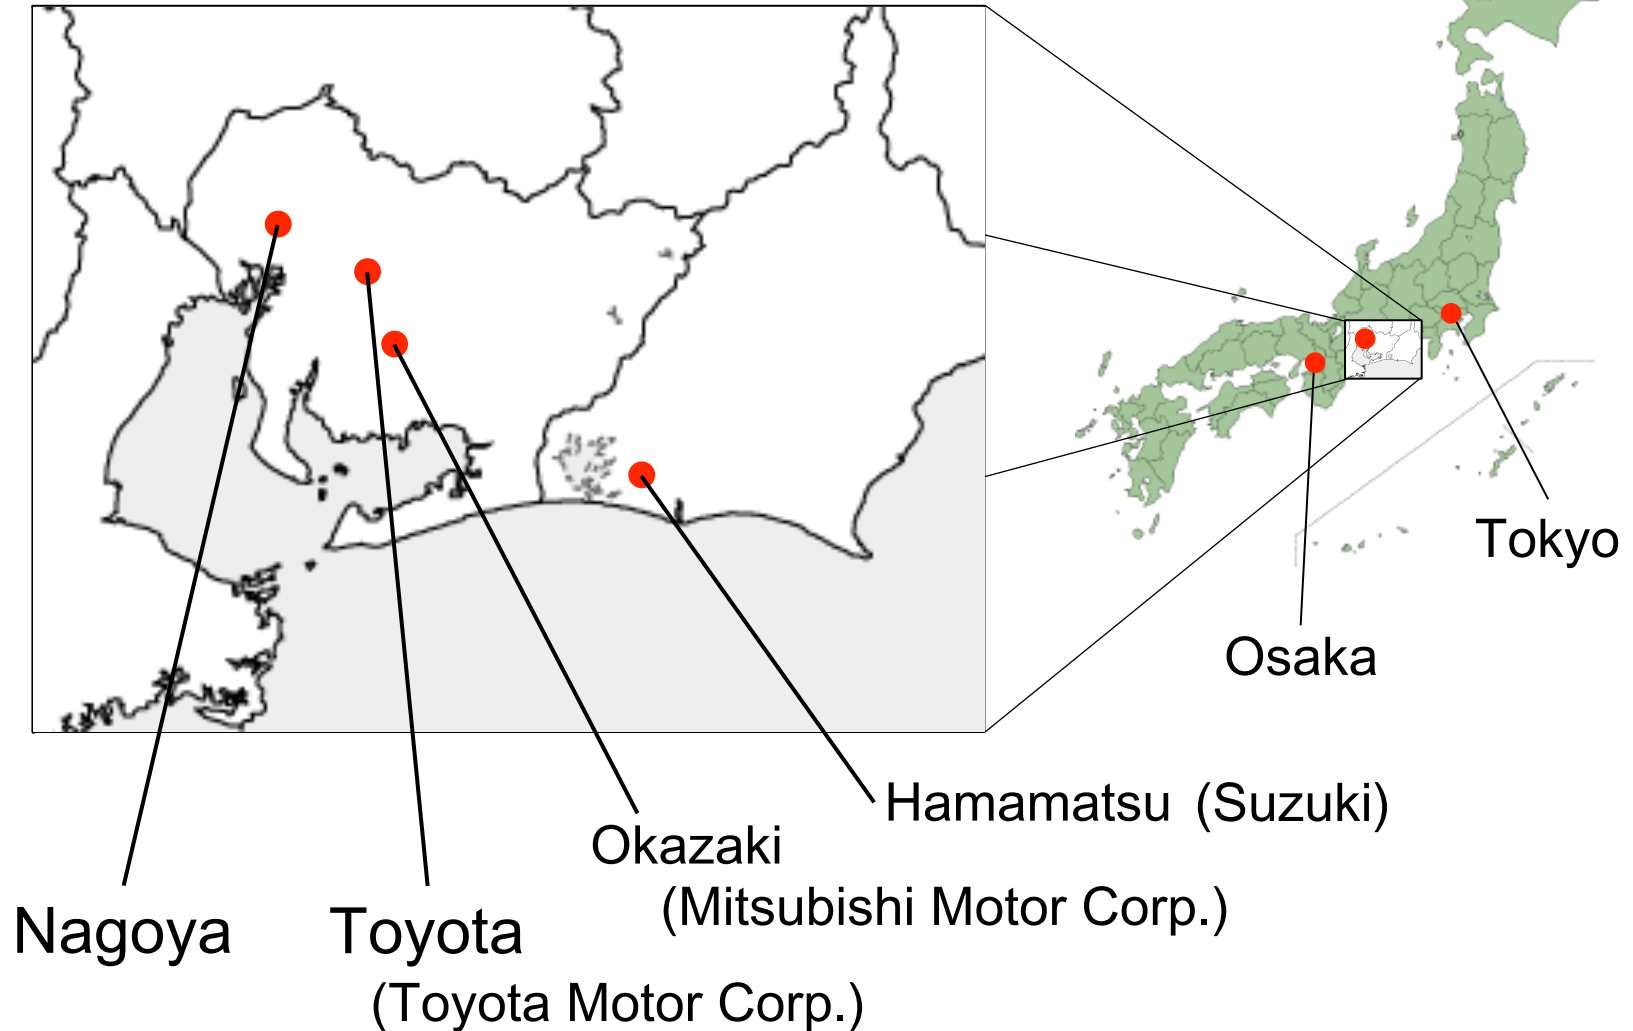 Tokyo
Osaka
Hamamatsu (Suzuki)
Okazaki
(Mitsubishi Motor Corp.)
Nagoya
Toyota
(Toyota Motor Corp.)